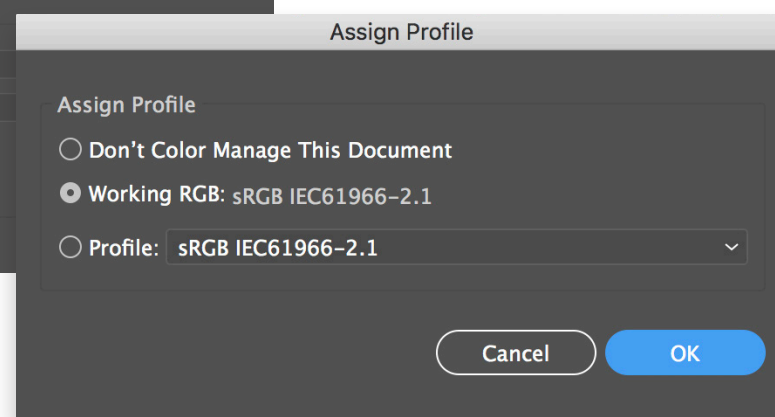 Assign Profile
Assign Profile
Don’t Color Manage This Document
Working RGB: sRGB IEC61966-2.1
Profile: sRGB IEC61966-2.1
Cancel OK